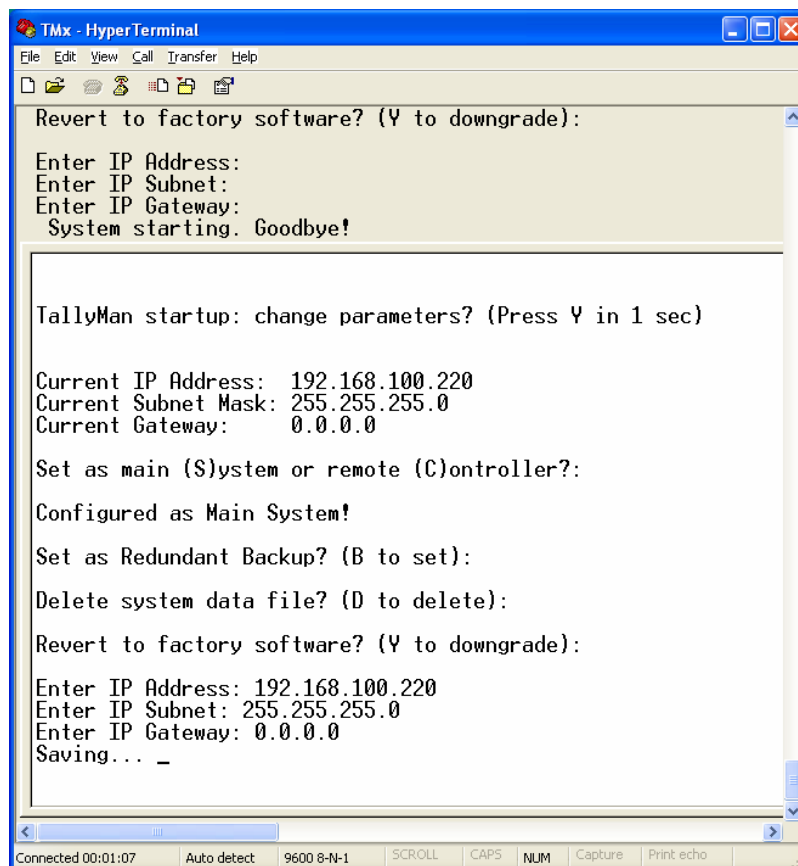 TMx - HyperTerminal
File Edit View Call Transfer Help
Revert to factory software? (Y to downgrade):
Enter IP Address:
Enter IP Subnet:
Enter IP Gateway:
System starting. Goodbye!
TallyMan startup: change parameters? (Press Y in 1 sec)
Current IP Address: 192.168.100.220
Current Subnet Mask: 255.255.255.0
Current Gateway: 0.0.0.0
Set as main (S)ystem or remote (C)ontroller?:
Configured as Main System!
Set as Redundant Backup? (B to set):
Delete system data file? (D to delete):
Revert to factory software? (Y to downgrade):
Enter IP Address: 192.168.100.220
Enter IP Subnet: 255.255.255.0
Enter IP Gateway: 0.0.0.0
Saving... _
Connected 00:01:07 Auto detect 9600 8-N-1 SCROLL CAPS NUM Capture Print echo